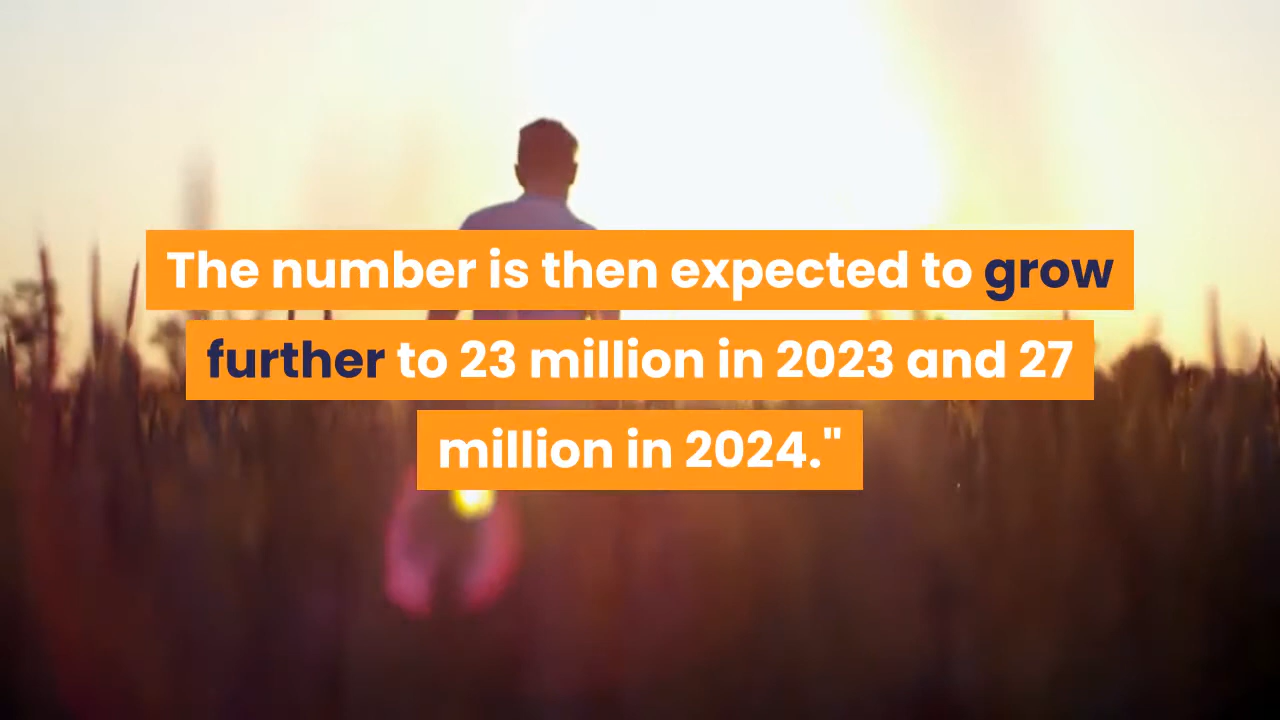 The number is then expected to grow
further to 23 million in 2023 and 27
million in 2024."